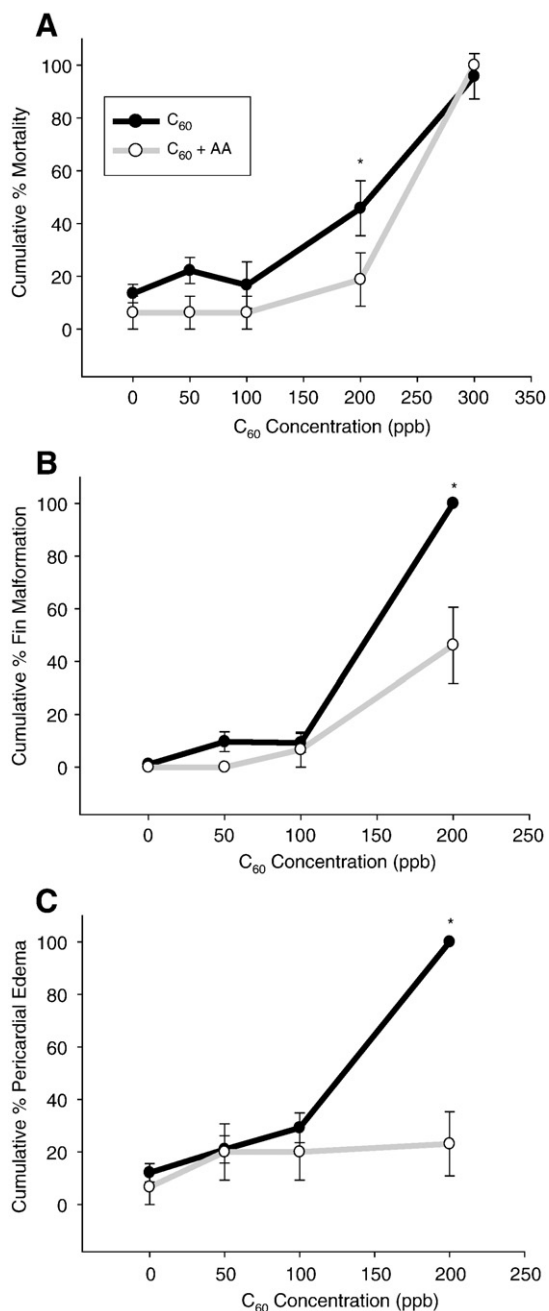 A
Cumulative % Mortality
100
80
60
40
20
0
C60
C60 + AA
*
0 50 100 150 200 250 300 350
C60 Concentration (ppb)
B
Cumulative % Fin Malformation
100
80
60
40
20
0
*
0 50 100 150 200 250
C60 Concentration (ppb)
C
Cumulative % Pericardial Edema
100
80
60
40
20
0
*
0 50 100 150 200 250
C60 Concentration (ppb)